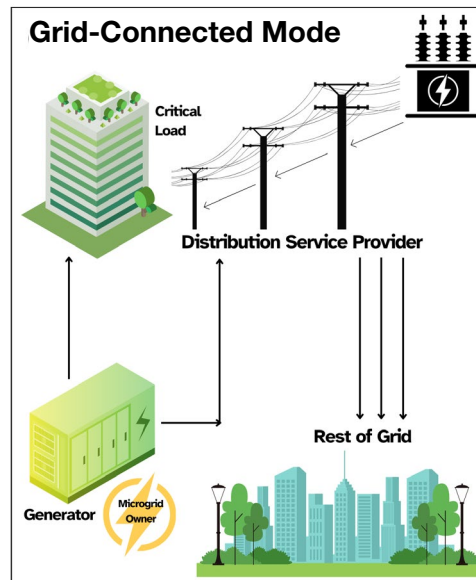 Grid-Connected Mode
Critical
Load
Distribution Service Provider
Rest of Grid
Generator
Microgrid
Owner